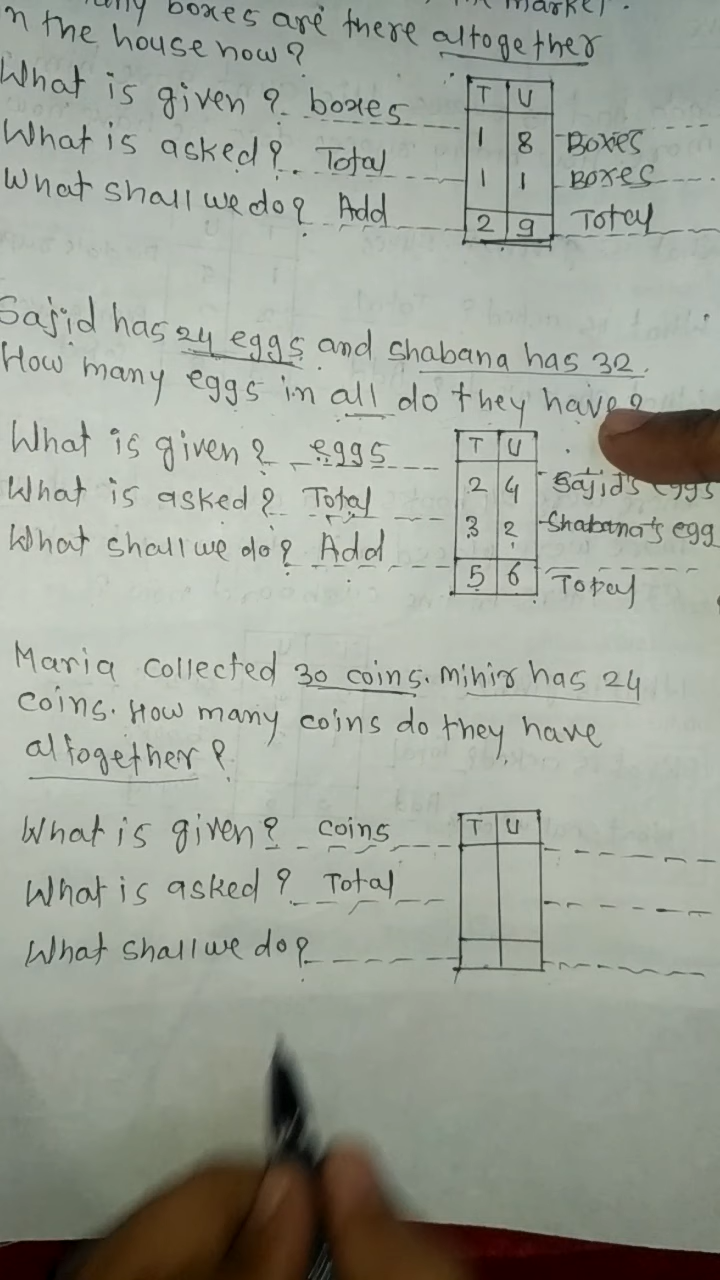 boxes are there altogether
n the house now?
What is given? boxes
T U
1 8 Boxes
What is asked? Total
1 1 Boxes
What shall we do? Add
2 9 Total
Sajid has 24 eggs and shabana has 32.
How many eggs in all do they have?
What is given? eggs
T U
2 4 Sajid's eggs
What is asked? Total
3 2 Shabana's egg
What shall we do? Add
5 6 Total
Maria collected 30 coins. Mihir has 24
coins. How many coins do they have
altogether?
What is given? coins
T U
What is asked? Total
What shall we do?